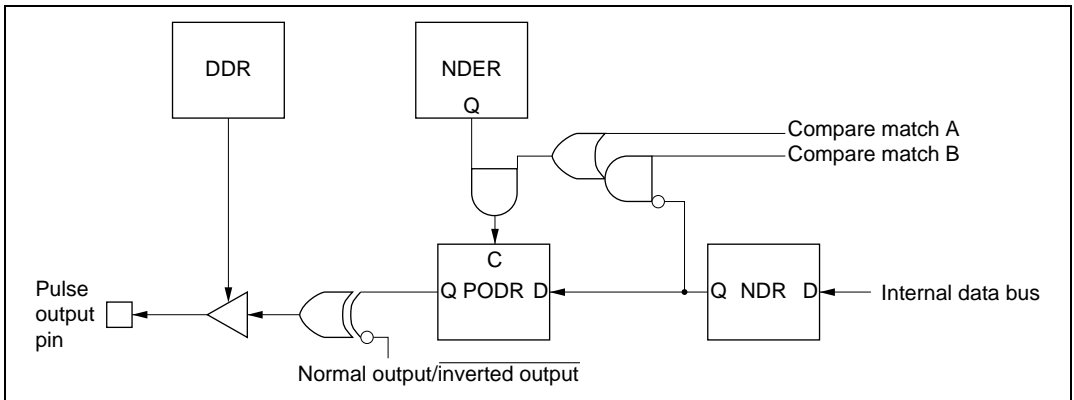 DDR
NDER
Q
Compare match A
Compare match B
C
Q PODR D
Q NDR D
Internal data bus
Pulse
output
pin
Normal output/inverted output